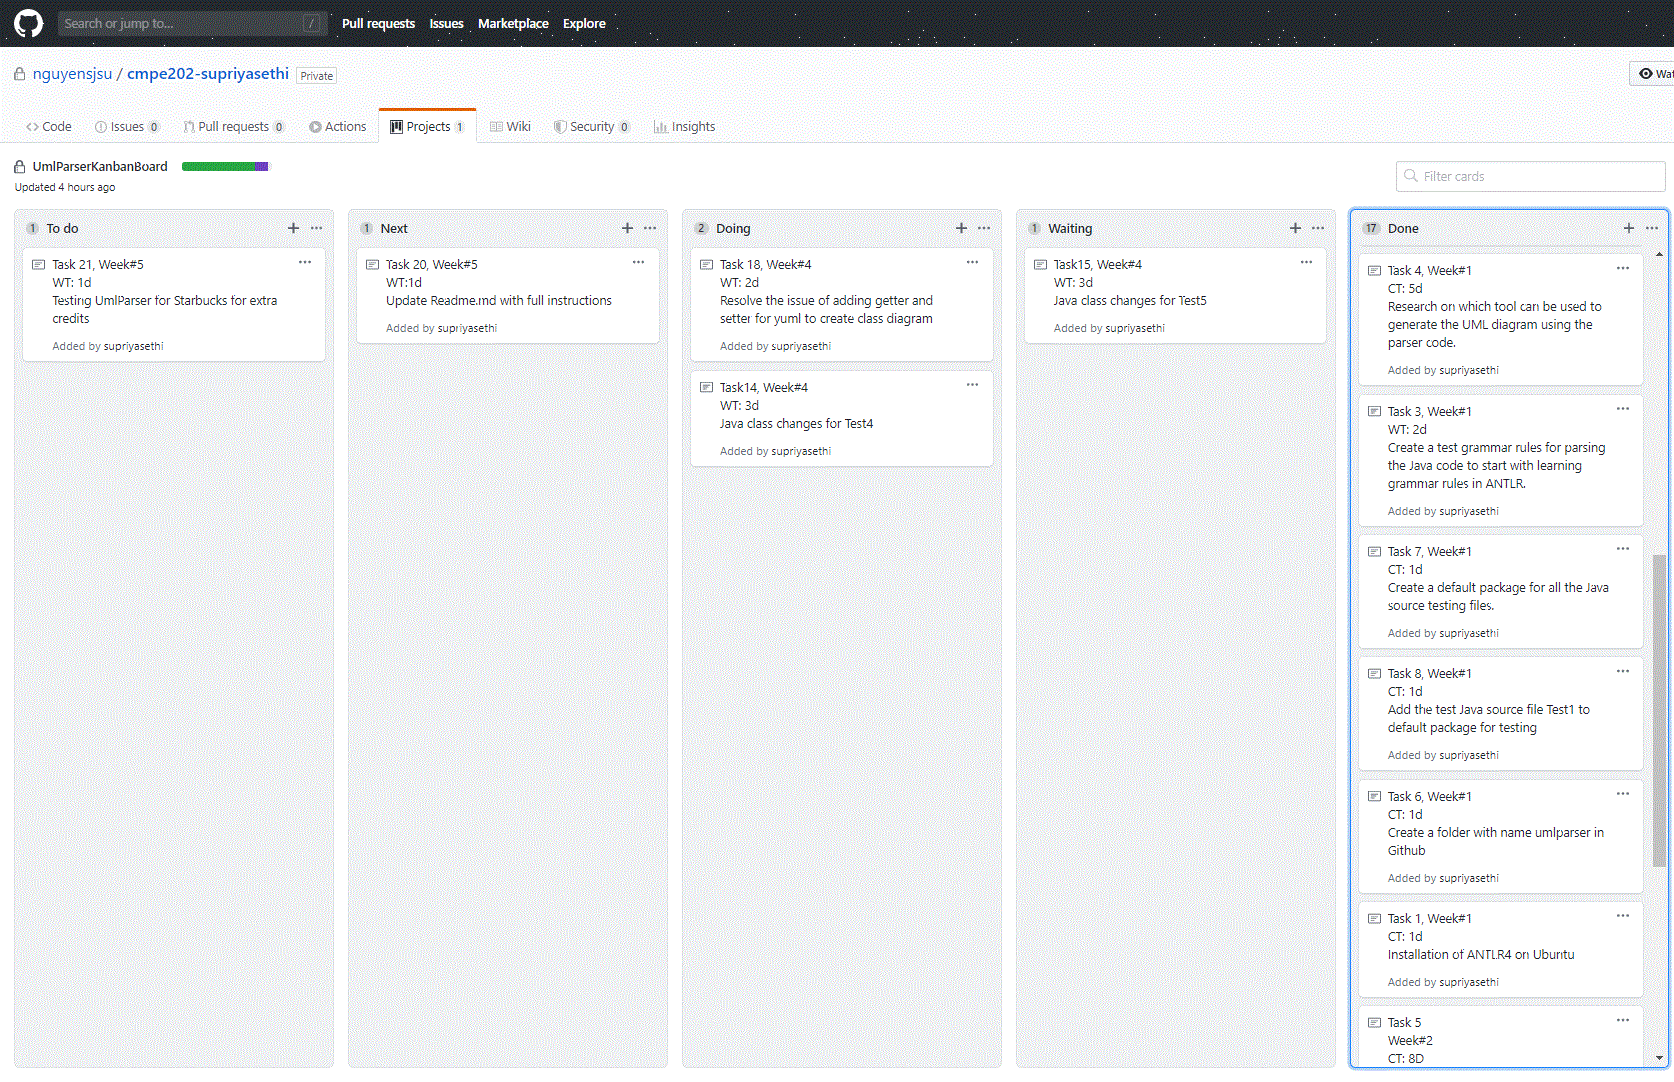 Search or jump to... /
Pull requests Issues Marketplace Explore
nguyensjsu / cmpe202-supriyasethi Private
Code Issues 0 Pull requests 0 Actions Projects 1 Wiki Security 0 Insights
UmlParserKanbanBoard
Updated 4 hours ago
Filter cards
1 To do
Task 21, Week#5
WT: 1d
Testing UmlParser for Starbucks for extra
credits
Added by supriyasethi
1 Next
Task 20, Week#5
WT:1d
Update Readme.md with full instructions
Added by supriyasethi
2 Doing
Task 18, Week#4
WT: 2d
Resolve the issue of adding getter and
setter for yuml to create class diagram
Added by supriyasethi
Task14, Week#4
WT: 3d
Java class changes for Test4
Added by supriyasethi
1 Waiting
Task15, Week#4
WT: 3d
Java class changes for Test5
Added by supriyasethi
17 Done
Task 4, Week#1
CT: 5d
Research on which tool can be used to
generate the UML diagram using the
parser code.
Added by supriyasethi
Task 3, Week#1
WT: 2d
Create a test grammar rules for parsing
the Java code to start with learning
grammar rules in ANTLR.
Added by supriyasethi
Task 7, Week#1
CT: 1d
Create a default package for all the Java
source testing files.
Added by supriyasethi
Task 8, Week#1
CT: 1d
Add the test Java source file Test1 to
default package for testing
Added by supriyasethi
Task 6, Week#1
CT: 1d
Create a folder with name umlparser in
Github
Added by supriyasethi
Task 1, Week#1
CT: 1d
Installation of ANTLR4 on Ubuntu
Added by supriyasethi
Task 5
Week#2
CT: 8D